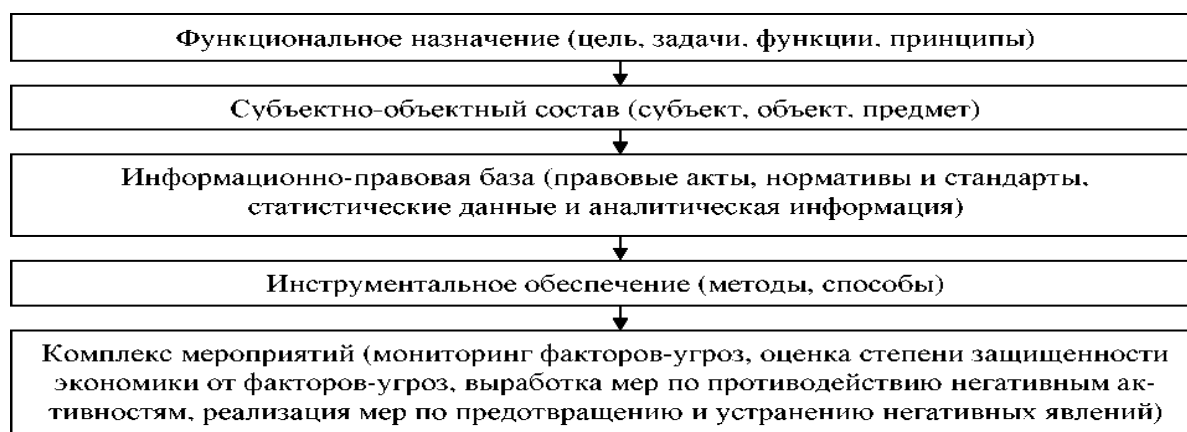 Функциональное назначение (цель, задачи, функции, принципы)
Субъектно-объектный состав (субъект, объект, предмет)
Информационно-правовая база (правовые акты, нормативы и стандарты,
статистические данные и аналитическая информация)
Инструментальное обеспечение (методы, способы)
Комплекс мероприятий (мониторинг факторов-угроз, оценка степени защищенности
экономики от факторов-угроз, выработка мер по противодействию негативным ак-
тивностям, реализация мер по предотвращению и устранению негативных явлений)